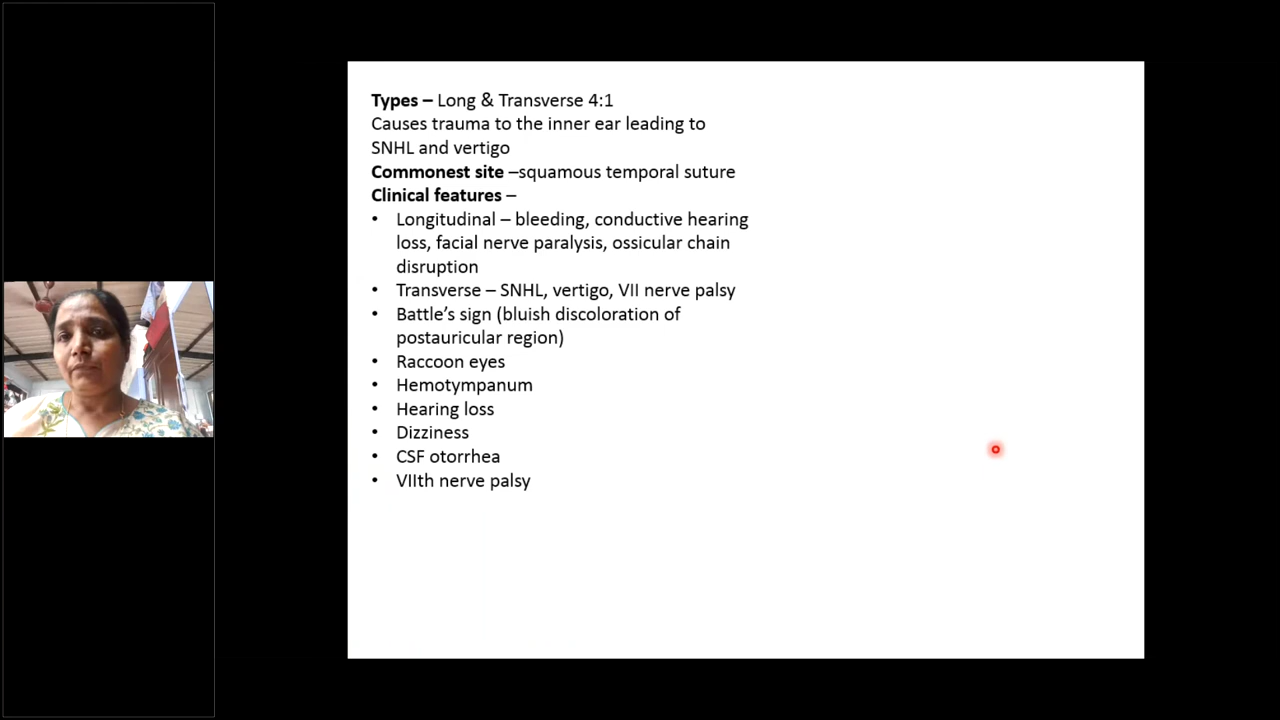 Types – Long & Transverse 4:1
Causes trauma to the inner ear leading to
SNHL and vertigo
Commonest site –squamous temporal suture
Clinical features –
• Longitudinal – bleeding, conductive hearing
loss, facial nerve paralysis, ossicular chain
disruption
• Transverse – SNHL, vertigo, VII nerve palsy
• Battle’s sign (bluish discoloration of
postauricular region)
• Raccoon eyes
• Hemotympanum
• Hearing loss
• Dizziness
• CSF otorrhea
• VIIth nerve palsy